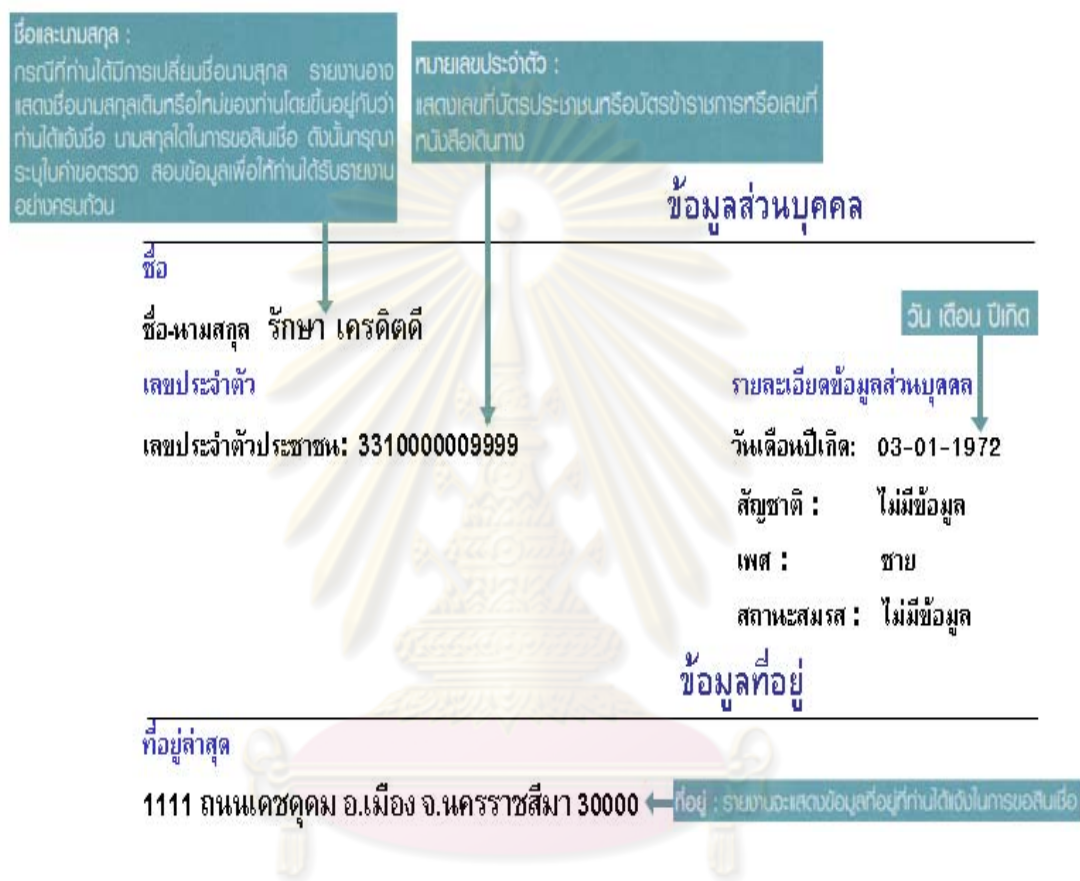 ชื่อและนามสกุล :
กรณีที่ท่านได้มีการเปลี่ยนชื่อนามสุกล รายงานอาจ
แสดงชื่อนามสกุลเดิมหรือใหม่ของท่านโดยขึ้นอยู่กับว่า
ท่านได้แจ้งชื่อ นามสกุลใดในการขอสินเชื่อ ดังนั้นกรุณา
ระบุในคำขอตรวจ สอบข้อมูลเพื่อให้ท่านได้รับรายงาน
อย่างครบถ้วน
หมายเลขประจำตัว :
แสดงเลขที่บัตรประชาชนหรือบัตรข้าราชการหรือเลขที่
หนังสือเดินทาง
ข้อมูลส่วนบุคคล
ชื่อ
ชื่อ-นามสกุล รักษา เครดิตดี
วัน เดือน ปีเกิด
เลขประจำตัว
เลขประจำตัวประชาชน: 3310000009999
รายละเอียดข้อมูลส่วนบุคคล
วันเดือนปีเกิด: 03-01-1972
สัญชาติ : ไม่มีข้อมูล
เพศ : ชาย
สถานะสมรส : ไม่มีข้อมูล
ข้อมูลที่อยู่
ที่อยู่ล่าสุด
1111 ถนนเดชอุดม อ.เมือง จ.นครราชสีมา 30000
ที่อยู่ : รายงานจะแสดงข้อมูลที่อยู่ที่ท่านได้แจ้งในการขอสินเชื่อ